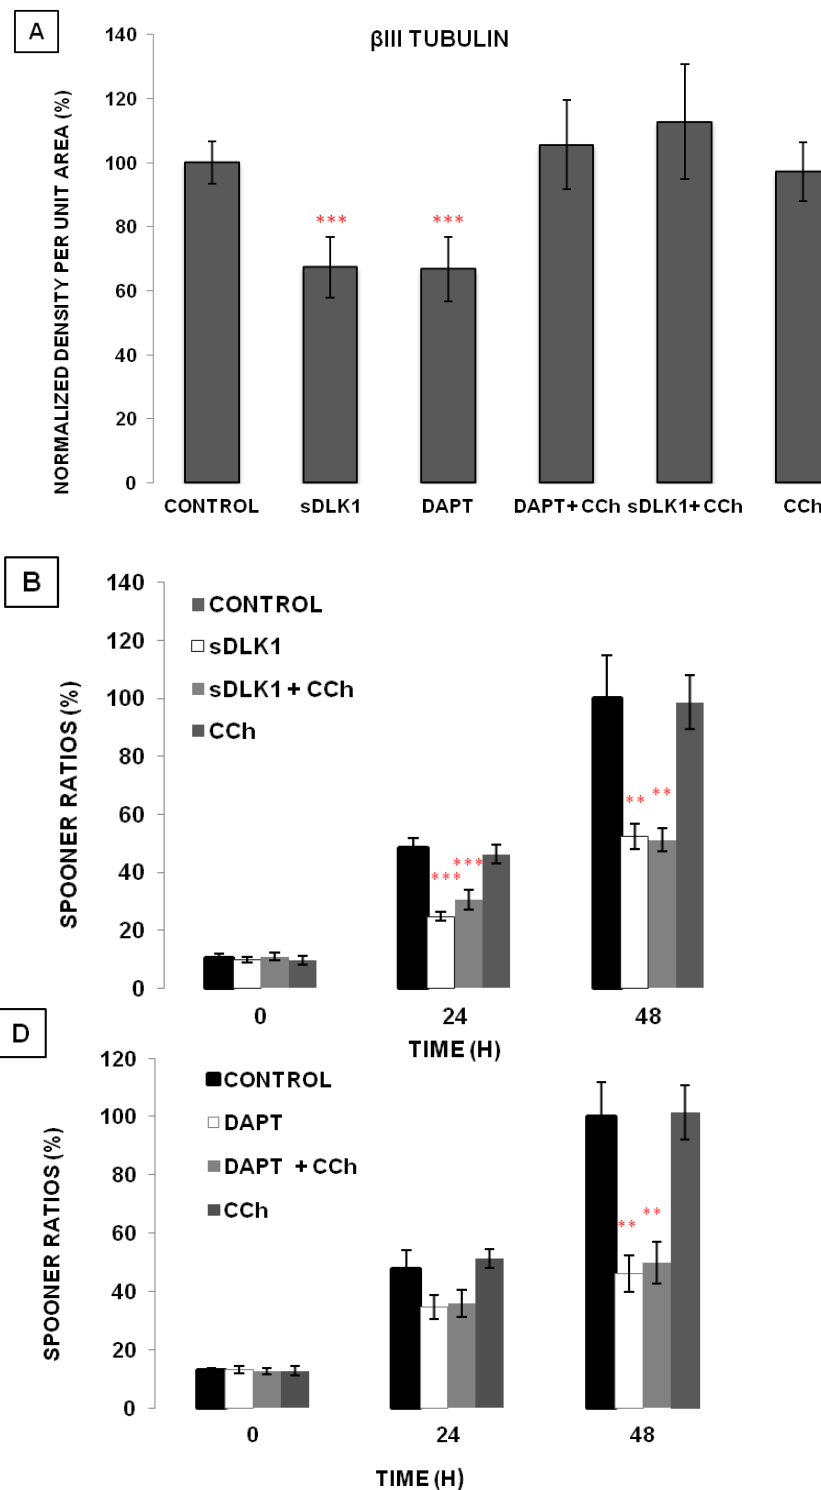 A
βIII TUBULIN
NORMALIZED DENSITY PER UNIT AREA (%)
140
120
100
80
60
40
20
0
***
***
CONTROL sDLK1 DAPT DAPT+CCh sDLK1+CCh CCh
B
SPOONER RATIOS (%)
140
120
100
80
60
40
20
0
CONTROL
sDLK1
sDLK1 + CCh
CCh
***
***
**
**
0 24 48
TIME (H)
D
SPOONER RATIOS (%)
120
100
80
60
40
20
0
CONTROL
DAPT
DAPT + CCh
CCh
**
**
0 24 48
TIME (H)